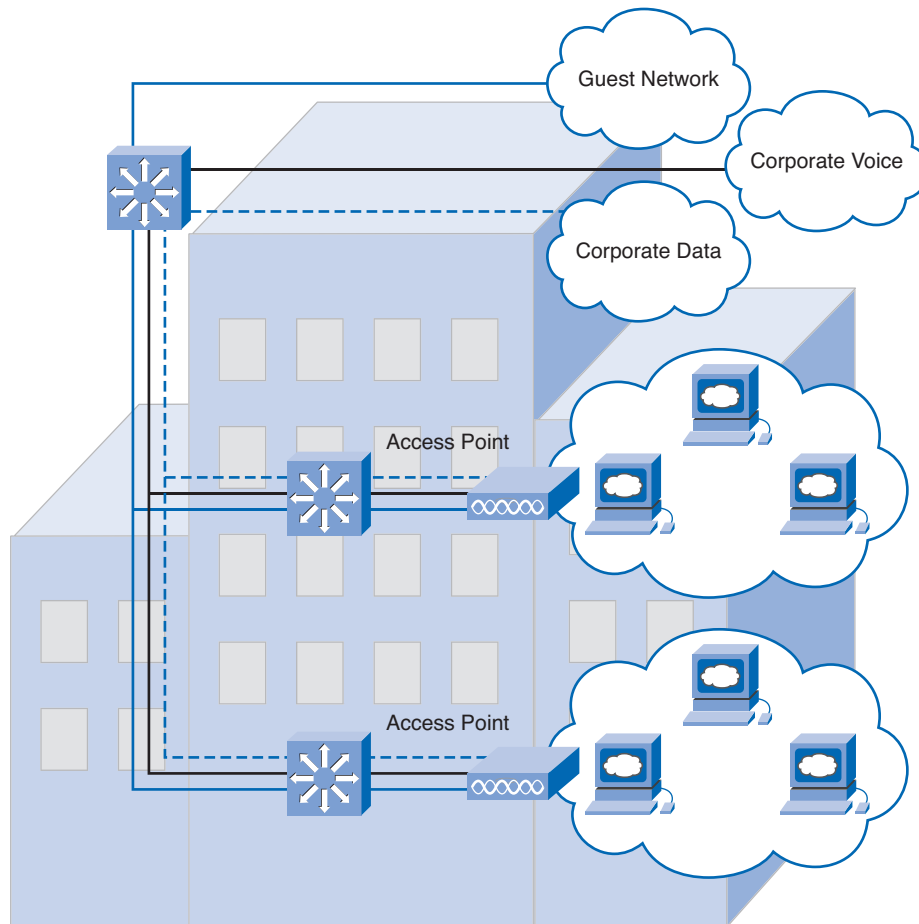 Guest Network
Corporate Voice
Corporate Data
Access Point
Access Point